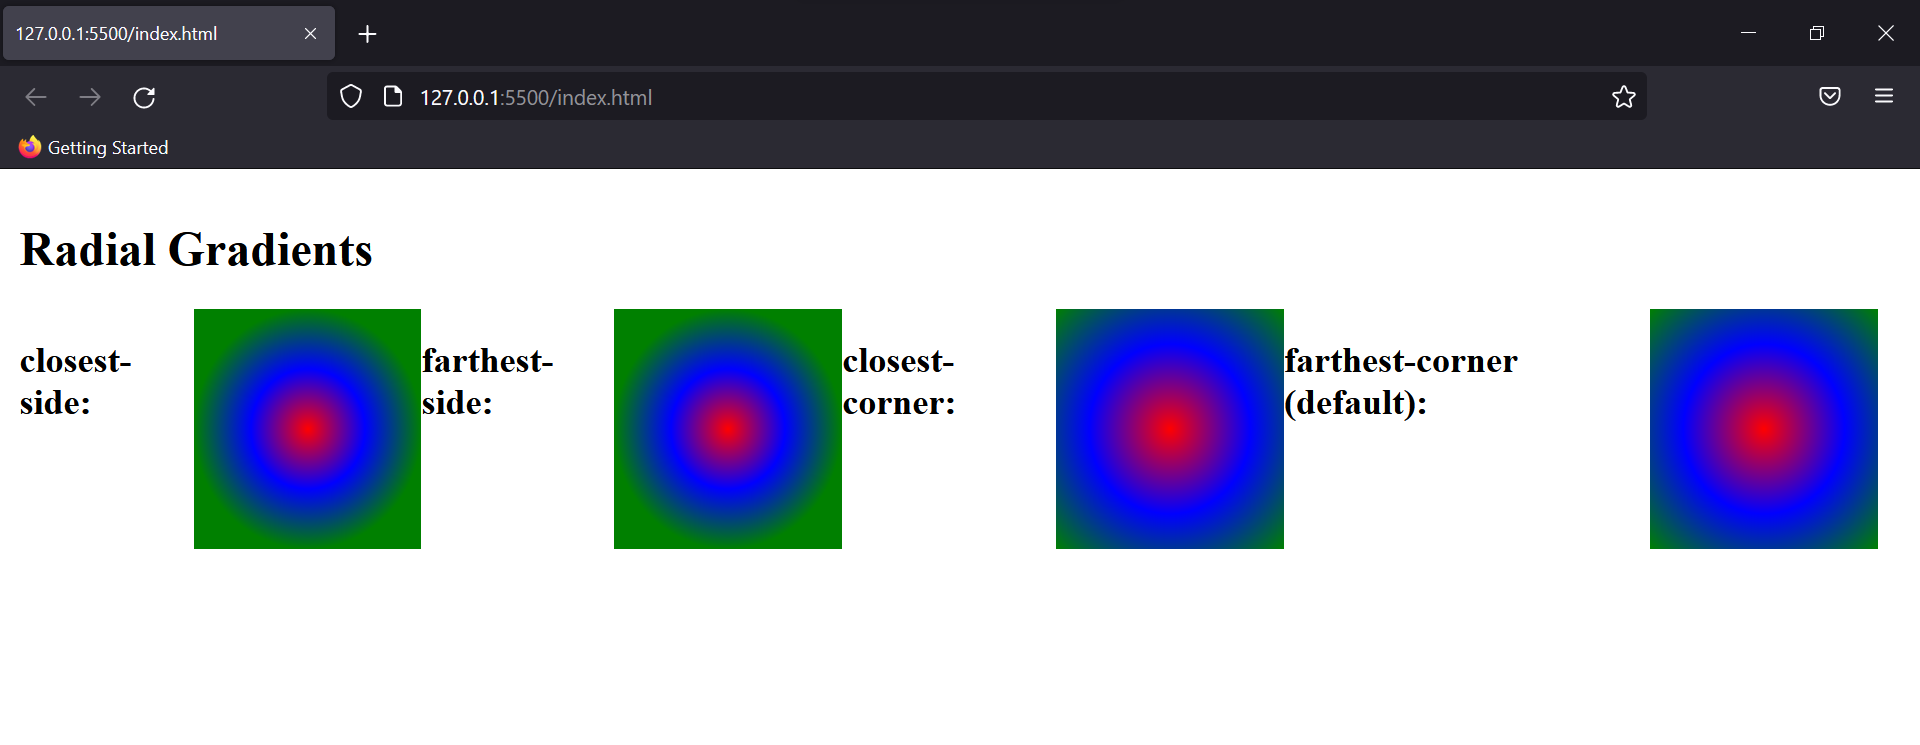 127.0.0.1:5500/index.html
127.0.0.1:5500/index.html
Getting Started
Radial Gradients
closest-
side:
farthest-
side:
closest-
corner:
farthest-corner
(default):